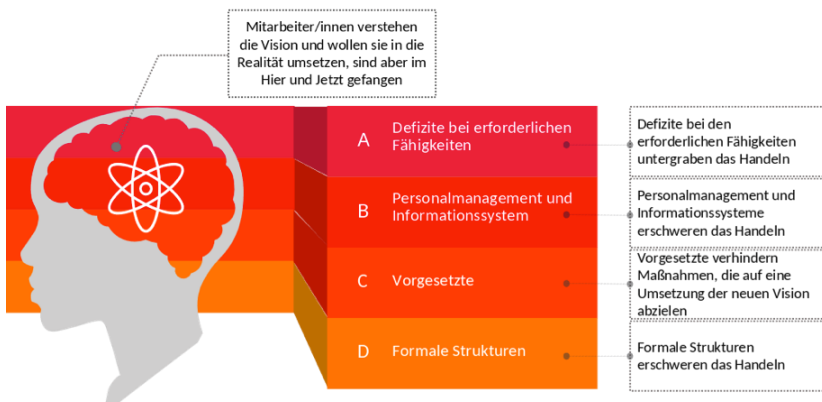 Mitarbeiter/innen verstehen
die Vision und wollen sie in die
Realität umsetzen, sind aber im
Hier und Jetzt gefangen
A
Defizite bei erforderlichen
Fähigkeiten
Defizite bei den
erforderlichen Fähigkeiten
untergraben das Handeln
B
Personalmanagement und
Informationssystem
Personalmanagement und
Informationssysteme
erschweren das Handeln
C
Vorgesetzte
Vorgesetzte verhindern
Maßnahmen, die auf eine
Umsetzung der neuen Vision
abzielen
D
Formale Strukturen
Formale Strukturen
erschweren das Handeln